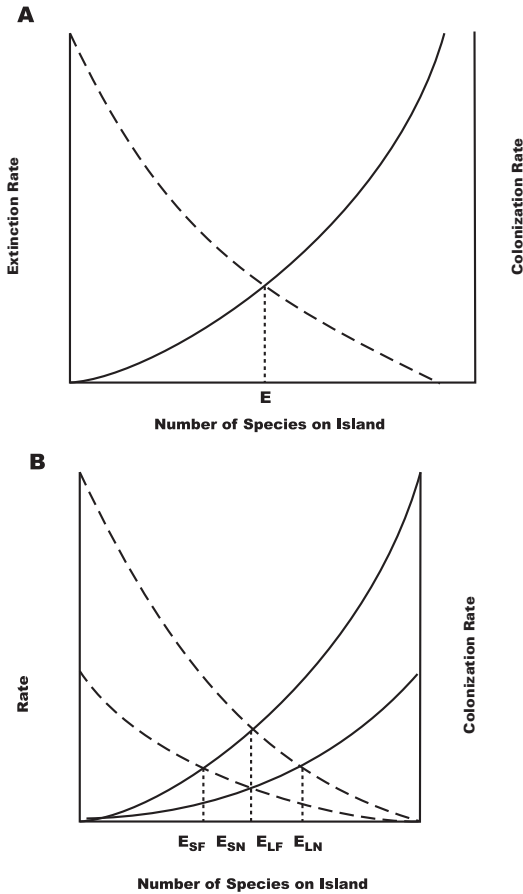 A
Extinction Rate
Colonization Rate
E
Number of Species on Island
B
Rate
Colonization Rate
ESF ESN ELF ELN
Number of Species on Island